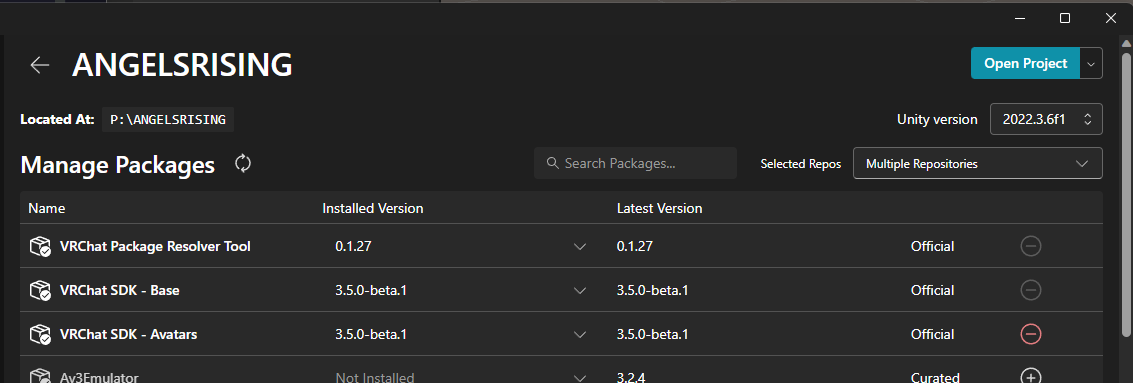 ANGELSRISING
Open Project
Located At: P:\ANGELSRISING
Unity version 2022.3.6f1
Manage Packages Search Packages... Selected Repos Multiple Repositories
Name Installed Version Latest Version
VRChat Package Resolver Tool 0.1.27 0.1.27 Official
VRChat SDK - Base 3.5.0-beta.1 3.5.0-beta.1 Official
VRChat SDK - Avatars 3.5.0-beta.1 3.5.0-beta.1 Official
Av3Emulator Not Installed 3.2.4 Curated